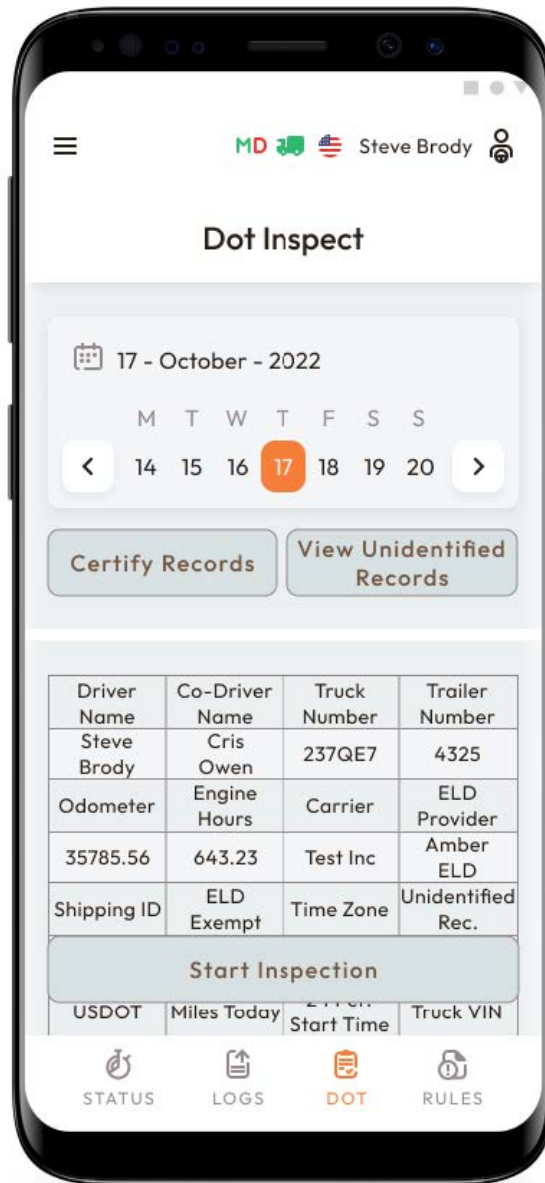 MD Steve Brody
Dot Inspect
17 - October - 2022
M T W T F S S
14 15 16 17 18 19 20
Certify Records
View Unidentified
Records
Driver
Name
Co-Driver
Name
Truck
Number
Trailer
Number
Steve
Brody
Cris
Owen
237QE7
4325
Odometer
Engine
Hours
Carrier
ELD
Provider
35785.56
643.23
Test Inc
Amber
ELD
Shipping ID
ELD
Exempt
Time Zone
Unidentified
Rec.
Start Inspection
USDOT
Miles Today
Start Time
Truck VIN
STATUS
LOGS
DOT
RULES